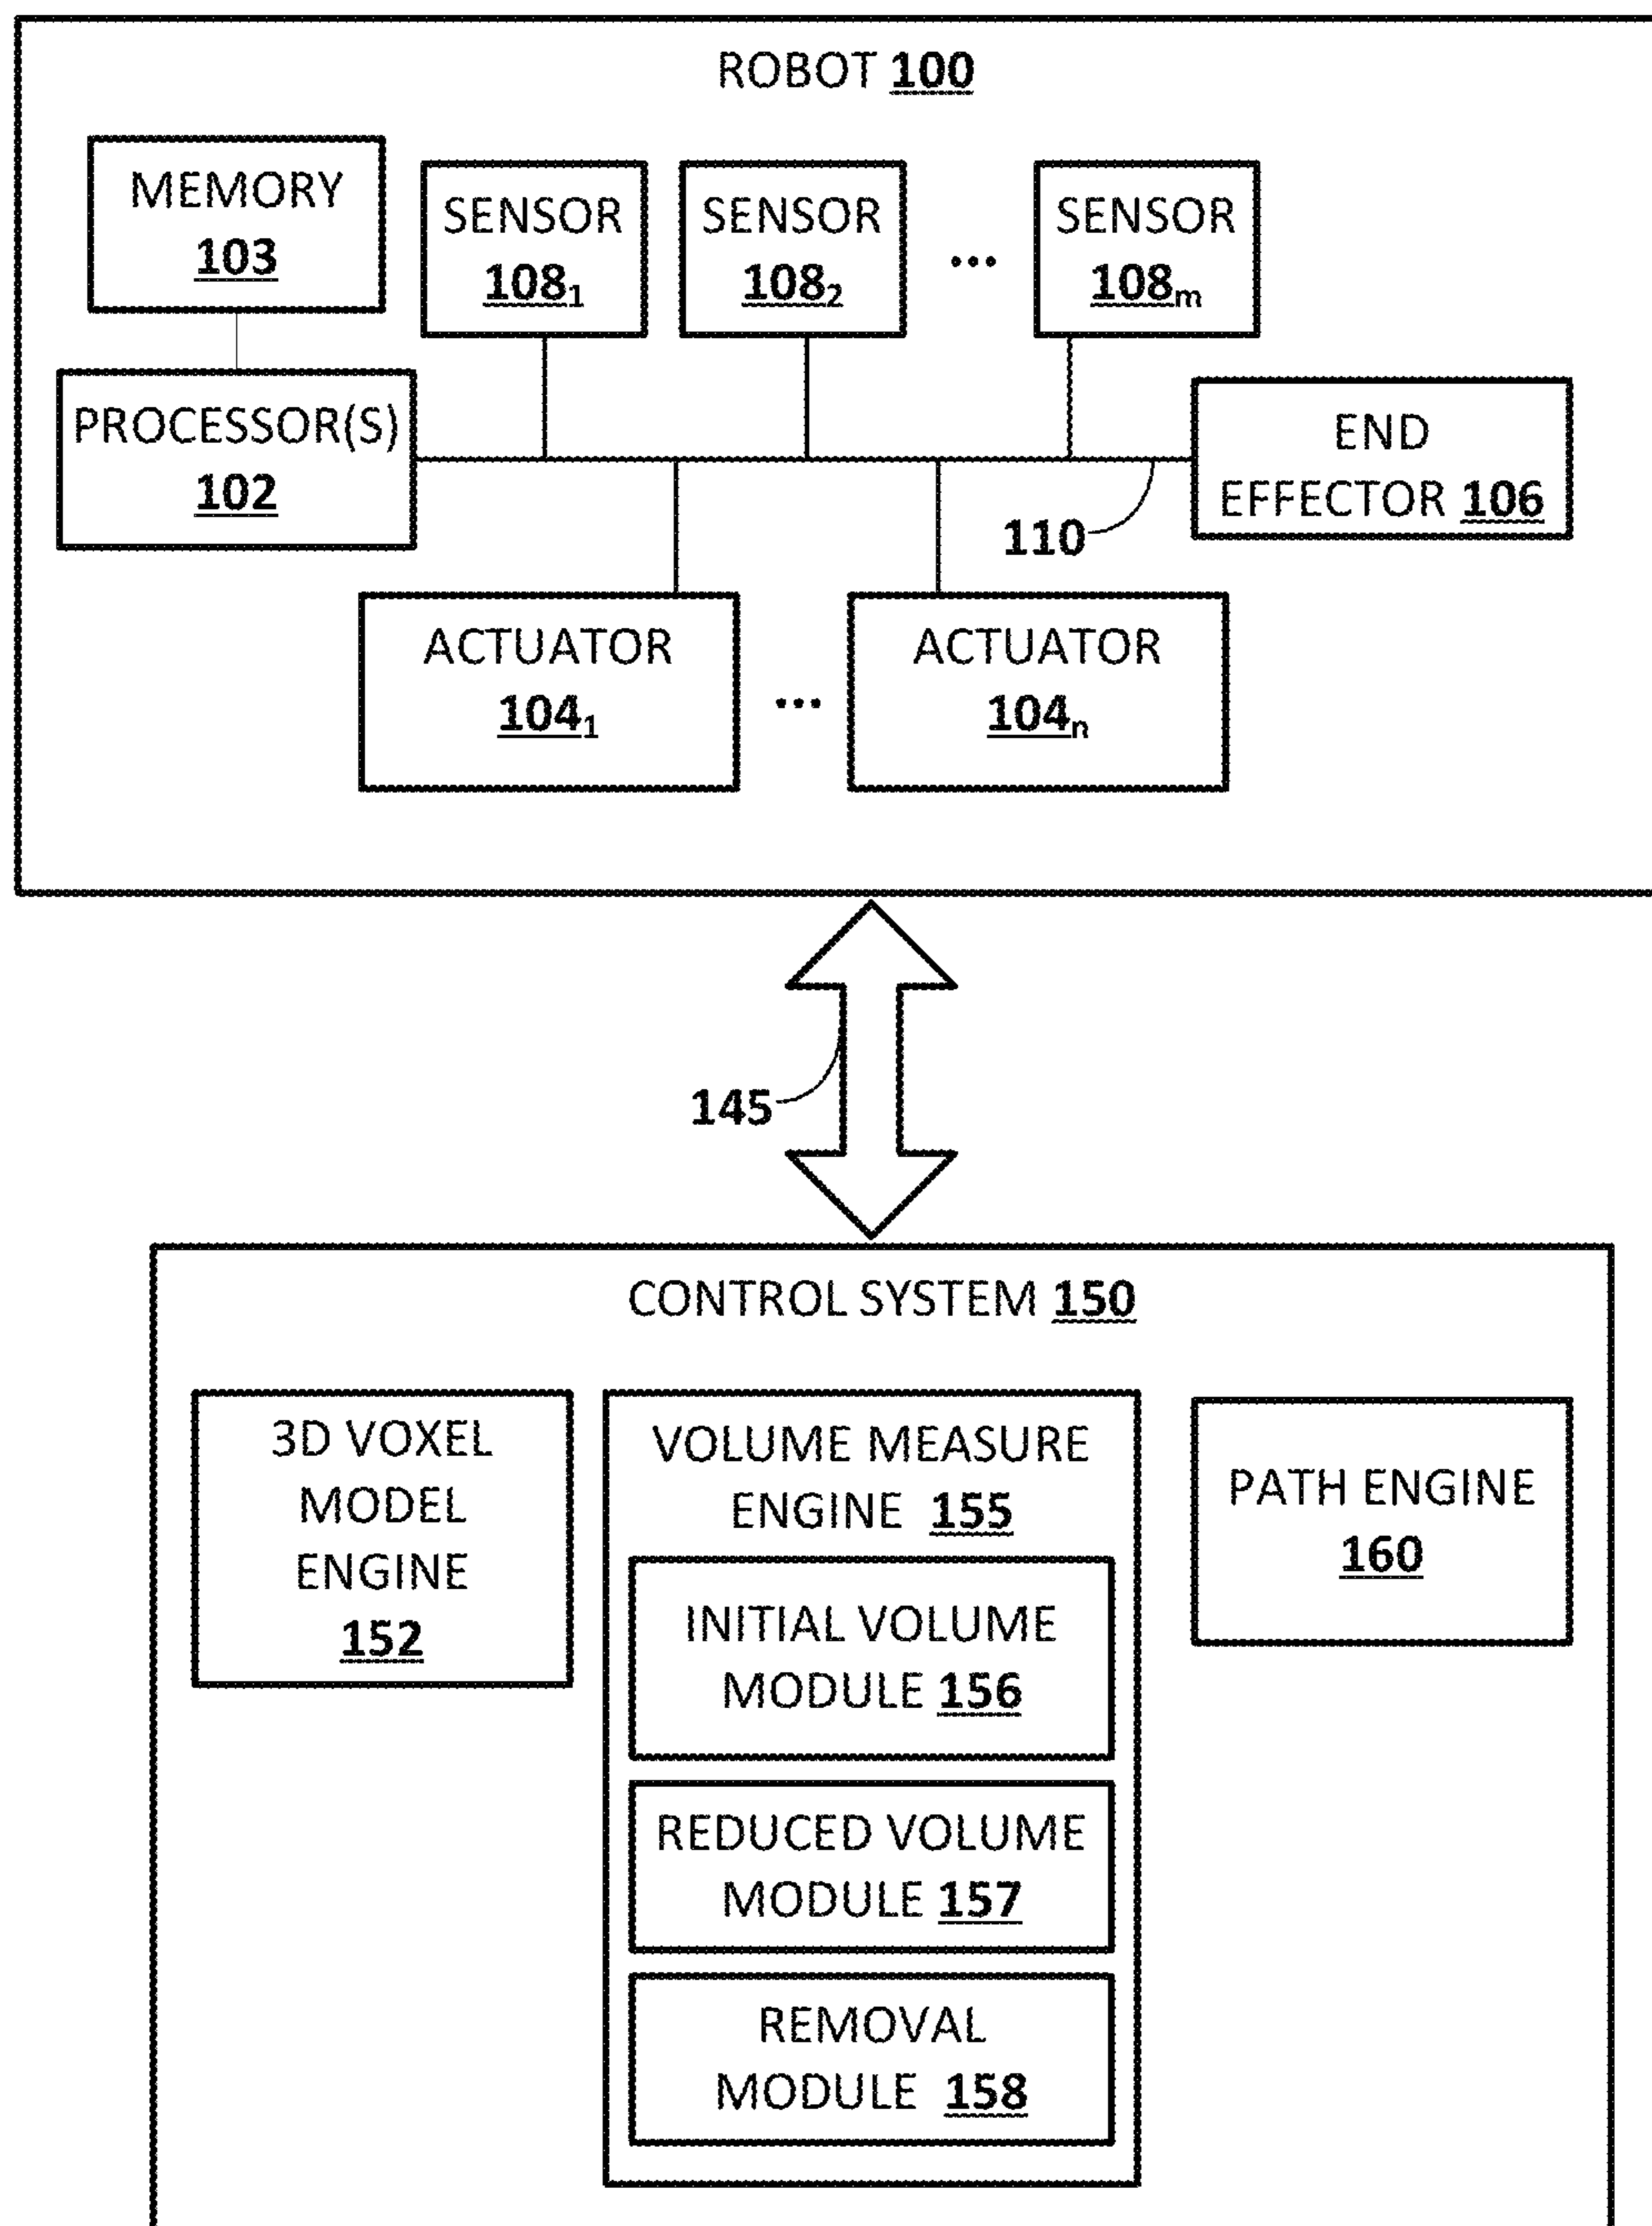 ROBOT 100
MEMORY
103
SENSOR
108₁
SENSOR
108₂
...
SENSOR
108ₘ
PROCESSOR(S)
102
END
EFFECTOR 106
110
ACTUATOR
104₁
...
ACTUATOR
104ₙ
145
CONTROL SYSTEM 150
3D VOXEL
MODEL
ENGINE
152
VOLUME MEASURE
ENGINE 155
INITIAL VOLUME
MODULE 156
REDUCED VOLUME
MODULE 157
REMOVAL
MODULE 158
PATH ENGINE
160